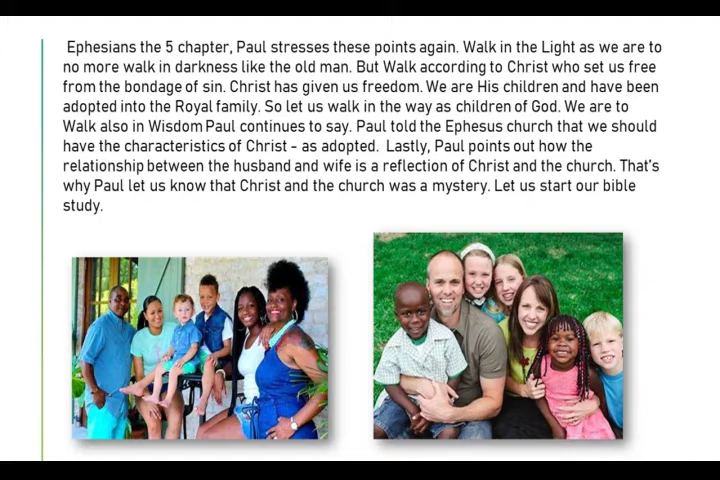 Ephesians the 5 chapter, Paul stresses these points again. Walk in the Light as we are to
no more walk in darkness like the old man. But Walk according to Christ who set us free
from the bondage of sin. Christ has given us freedom. We are His children and have been
adopted into the Royal family. So let us walk in the way as children of God. We are to
Walk also in Wisdom Paul continues to say. Paul told the Ephesus church that we should
have the characteristics of Christ - as adopted. Lastly, Paul points out how the
relationship between the husband and wife is a reflection of Christ and the church. That's
why Paul let us know that Christ and the church was a mystery. Let us start our bible
study.